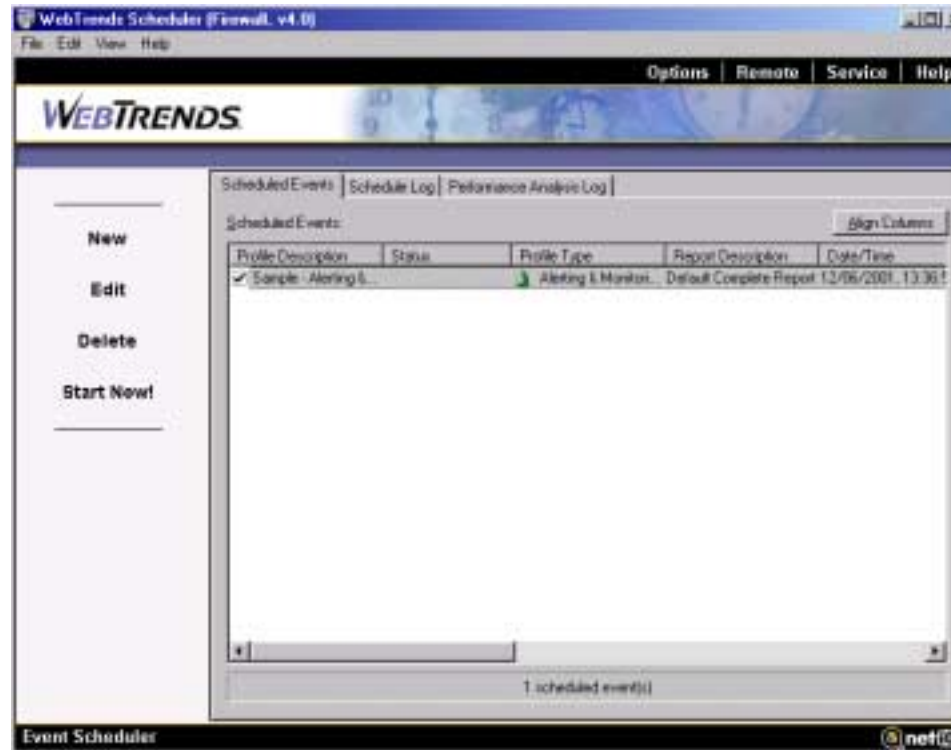 WebTrends Scheduler (Firewall. v4.0)
File Edit View Help
Options Remote Service Help
WEBTRENDS
Scheduled Events Schedule Log Performance Analysis Log
Scheduled Events: Align Columns
New
Edit
Delete
Start Now!
Profile Description Status Profile Type Report Description Date/Time
Sample - Alerting &... Alerting & Monitori... Default Complete Report 12/06/2001, 13:36:
1 scheduled event(s)
Event Scheduler